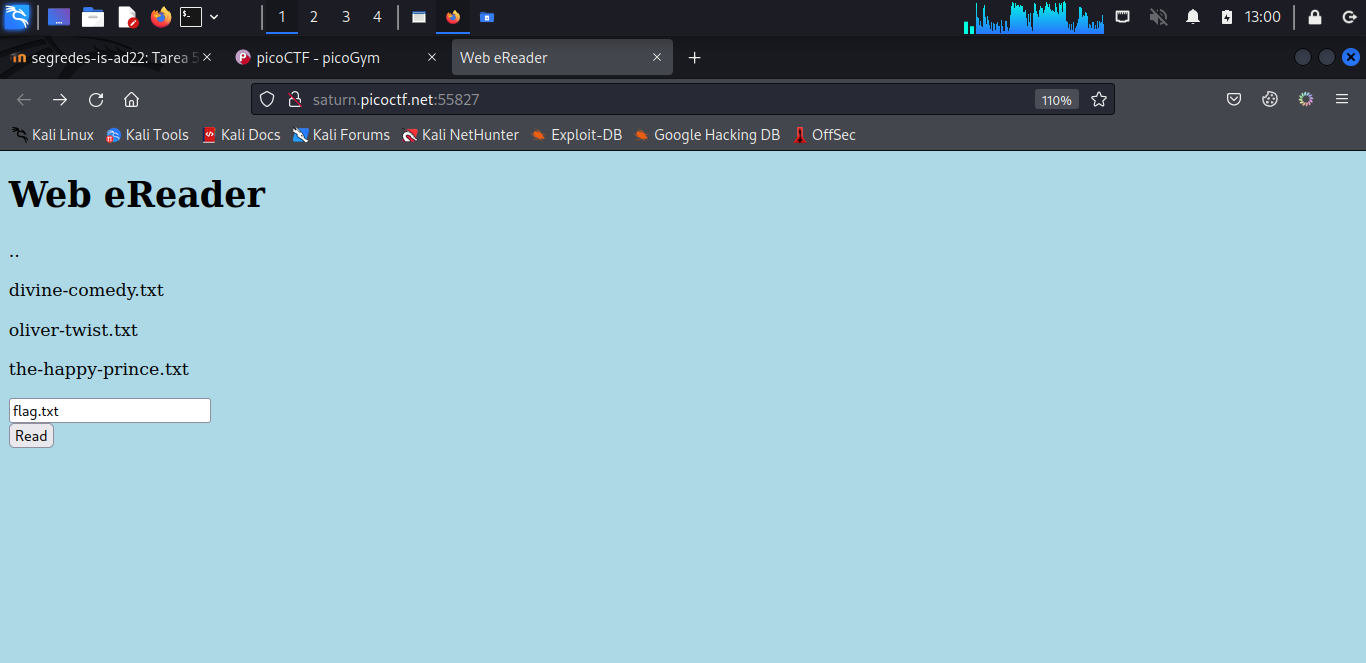 1 2 3 4 13:00
segredes-is-ad22: Tarea 5 picoCTF - picoGym Web eReader
saturn.picoctf.net:55827 110%
Kali Linux Kali Tools Kali Docs Kali Forums Kali NetHunter Exploit-DB Google Hacking DB OffSec
Web eReader
..
divine-comedy.txt
oliver-twist.txt
the-happy-prince.txt
flag.txt
Read